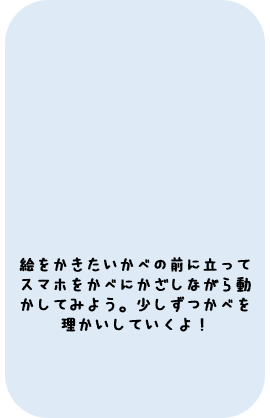 絵をかきたいかべの前に立って
スマホをかべにかざしながら動
かしてみよう。少しずつかべを
理かいしていくよ！